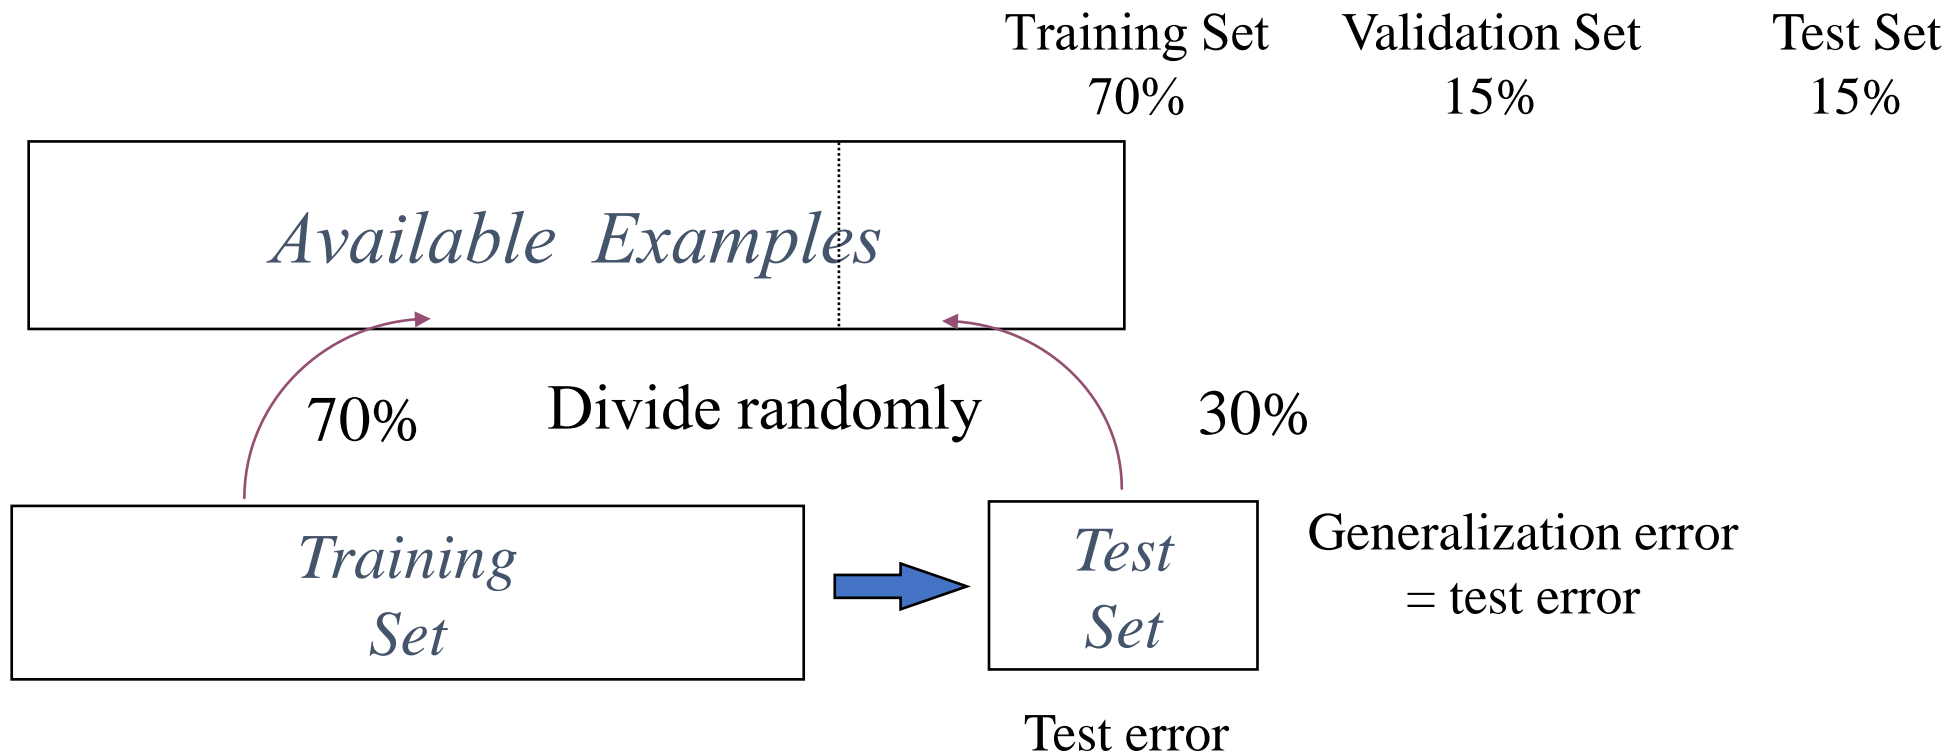 Training Set Validation Set Test Set
70% 15% 15%
Available Examples
70% Divide randomly 30%
Training
Set
Test
Set
Generalization error
= test error
Test error